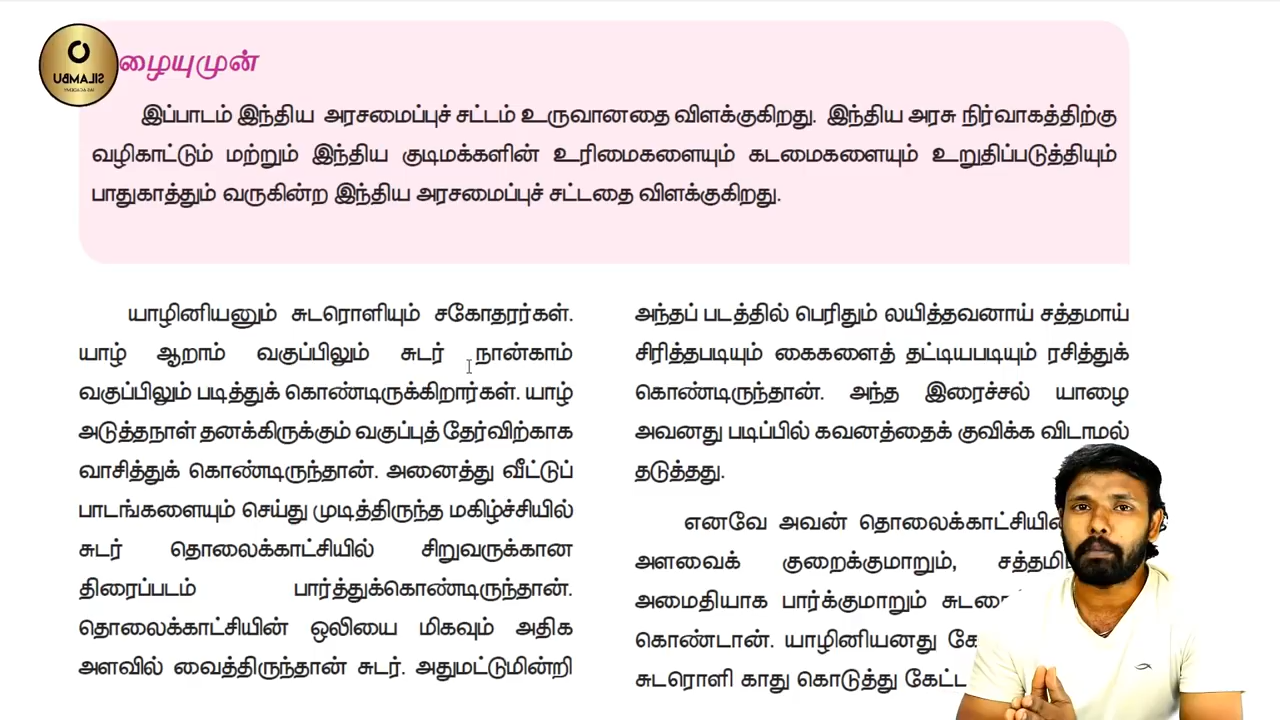 SILAMBU
ழையுமுன்
இப்பாடம் இந்திய அரசமைப்புச் சட்டம் உருவானதை விளக்குகிறது. இந்திய அரசு நிர்வாகத்திற்கு
வழிகாட்டும் மற்றும் இந்திய குடிமக்களின் உரிமைகளையும் கடமைகளையும் உறுதிப்படுத்தியும்
பாதுகாத்தும் வருகின்ற இந்திய அரசமைப்புச் சட்டதை விளக்குகிறது.
யாழினியனும் சுடரொளியும் சகோதரர்கள்.
யாழ் ஆறாம் வகுப்பிலும் சுடர் நான்காம்
வகுப்பிலும் படித்துக் கொண்டிருக்கிறார்கள். யாழ்
அடுத்தநாள் தனக்கிருக்கும் வகுப்புத் தேர்விற்காக
வாசித்துக் கொண்டிருந்தான். அனைத்து வீட்டுப்
பாடங்களையும் செய்து முடித்திருந்த மகிழ்ச்சியில்
சுடர் தொலைக்காட்சியில் சிறுவருக்கான
திரைப்படம் பார்த்துக்கொண்டிருந்தான்.
தொலைக்காட்சியின் ஒலியை மிகவும் அதிக
அளவில் வைத்திருந்தான் சுடர். அதுமட்டுமின்றி
அந்தப் படத்தில் பெரிதும் லயித்தவனாய் சத்தமாய்
சிரித்தபடியும் கைகளைத் தட்டியபடியும் ரசித்துக்
கொண்டிருந்தான். அந்த இரைச்சல் யாழை
அவனது படிப்பில் கவனத்தைக் குவிக்க விடாமல்
தடுத்தது.
எனவே அவன் தொலைக்காட்சியின்
அளவைக் குறைக்குமாறும், சத்தமி
அமைதியாக பார்க்குமாறும் சுடரை
கொண்டான். யாழினியனது கே
சுடரொளி காது கொடுத்து கேட்ட